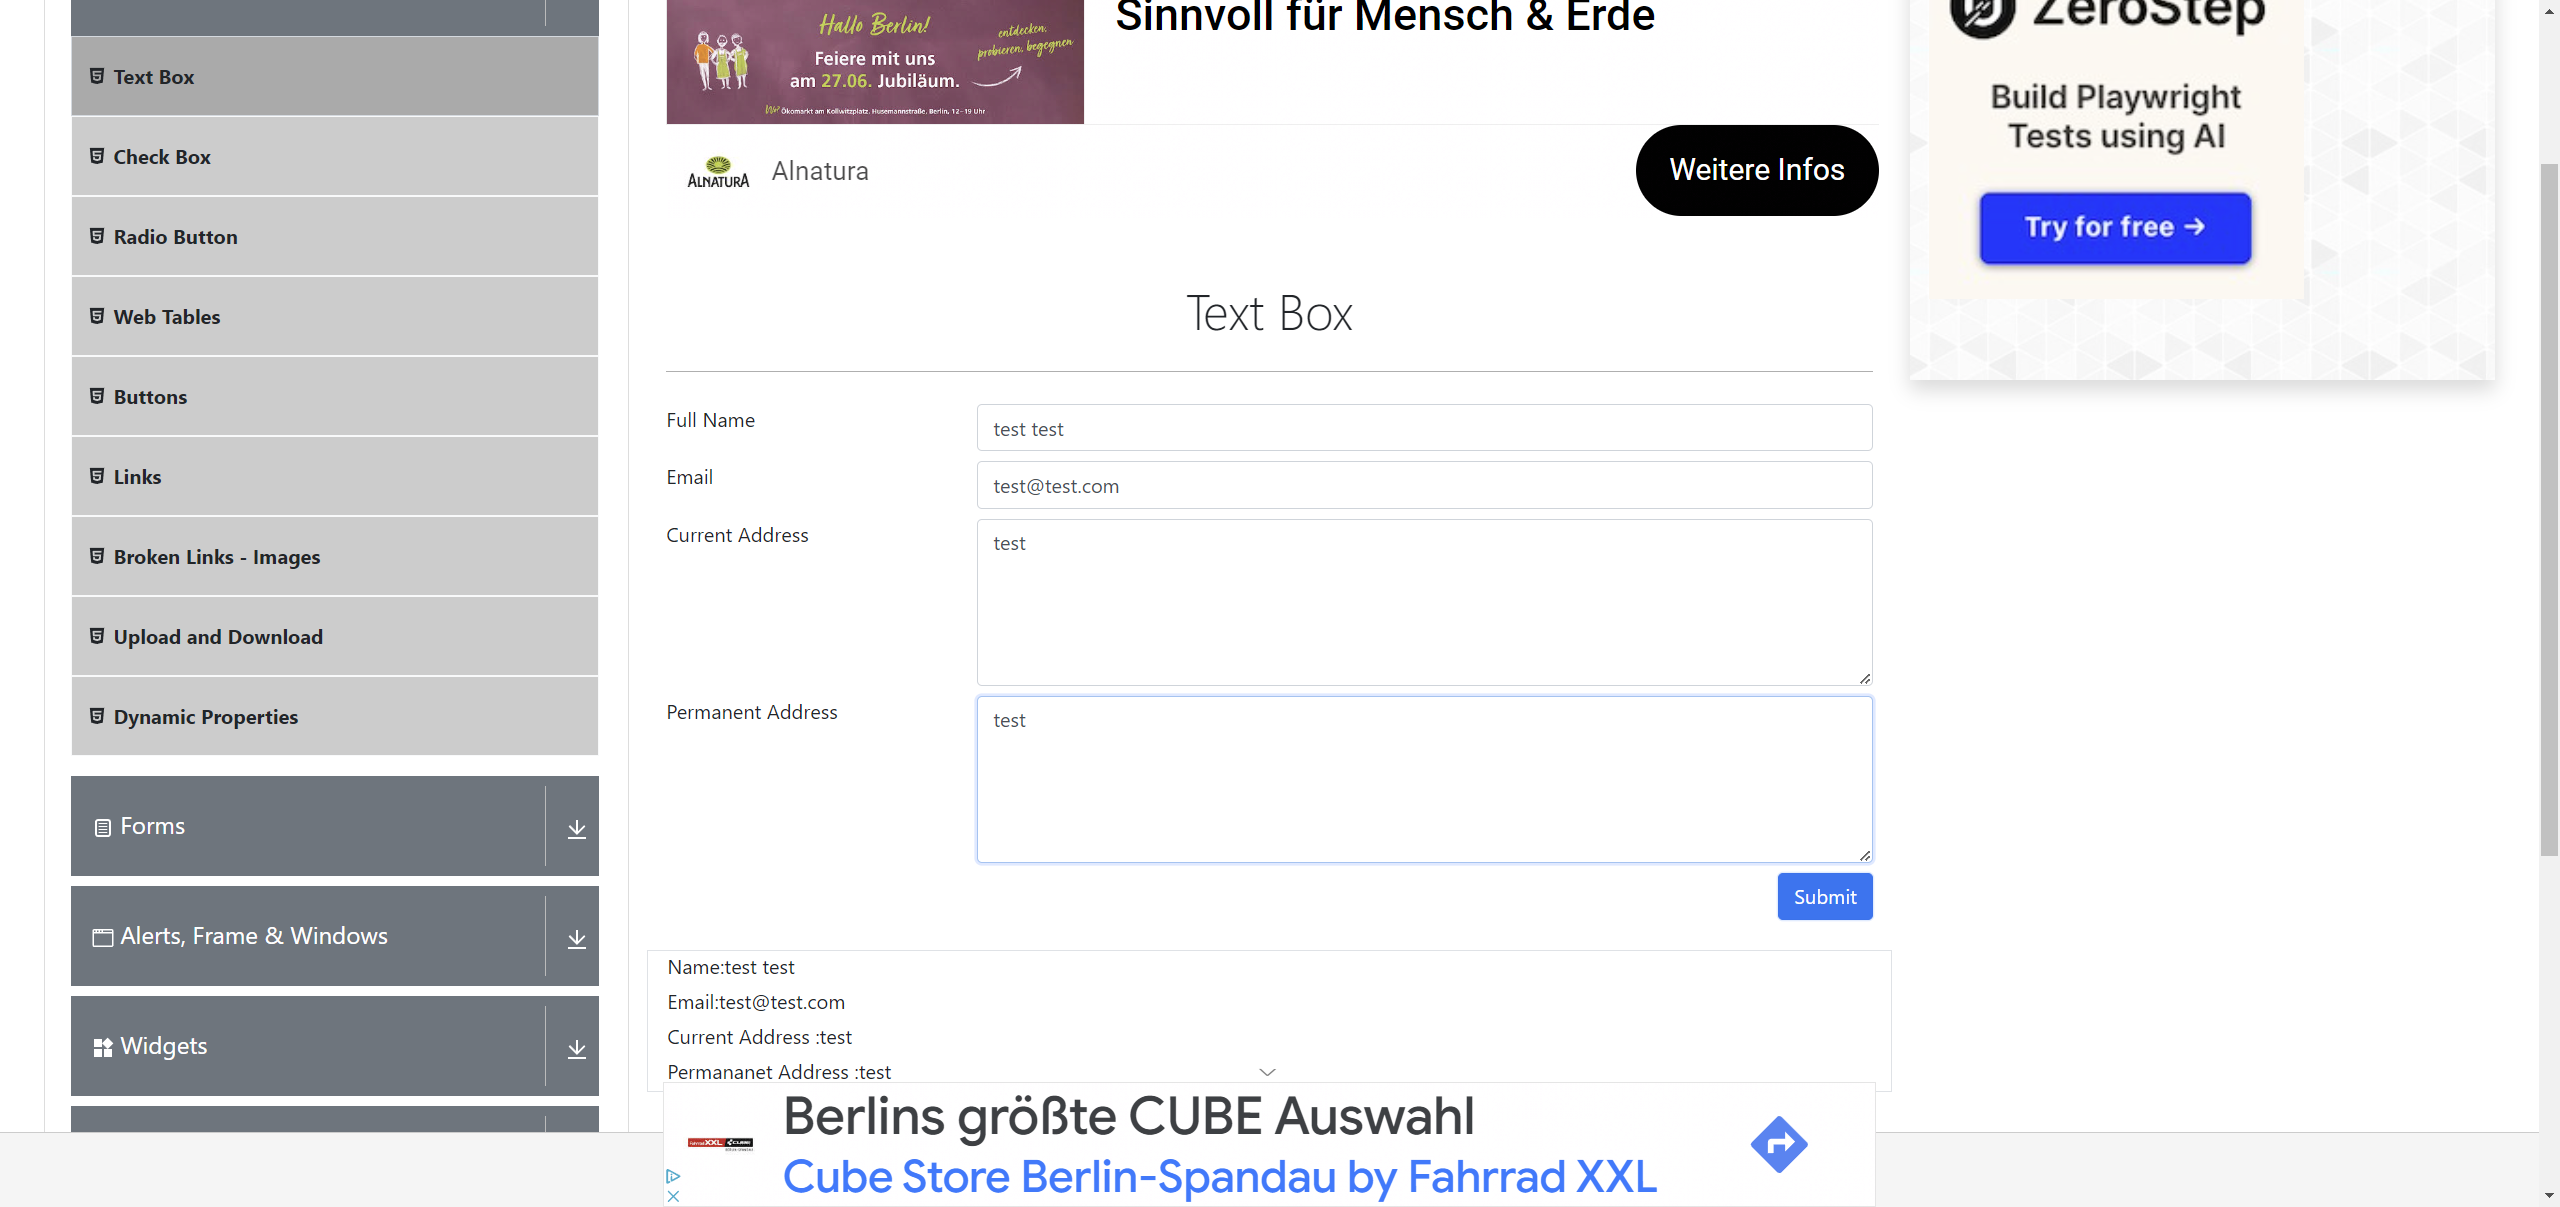 Text Box
Check Box
Radio Button
Web Tables
Buttons
Links
Broken Links - Images
Upload and Download
Dynamic Properties
Forms
Alerts, Frame & Windows
Widgets
Hallo Berlin!
entdecken,
probieren, begegnen
Feiere mit uns
am 27.06. Jubiläum.
Wo? Ökomarkt am Kollwitzplatz, Husemannstraße, Berlin, 12–19 Uhr
Sinnvoll für Mensch & Erde
ALNATURA
Alnatura
Weitere Infos
Text Box
Full Name
test test
Email
test@test.com
Current Address
test
Permanent Address
test
Submit
Name:test test
Email:test@test.com
Current Address :test
Permananet Address :test
Berlins größte CUBE Auswahl
Cube Store Berlin-Spandau by Fahrrad XXL
Fahrrad XXL CUBE
ZeroStep
Build Playwright
Tests using AI
Try for free →